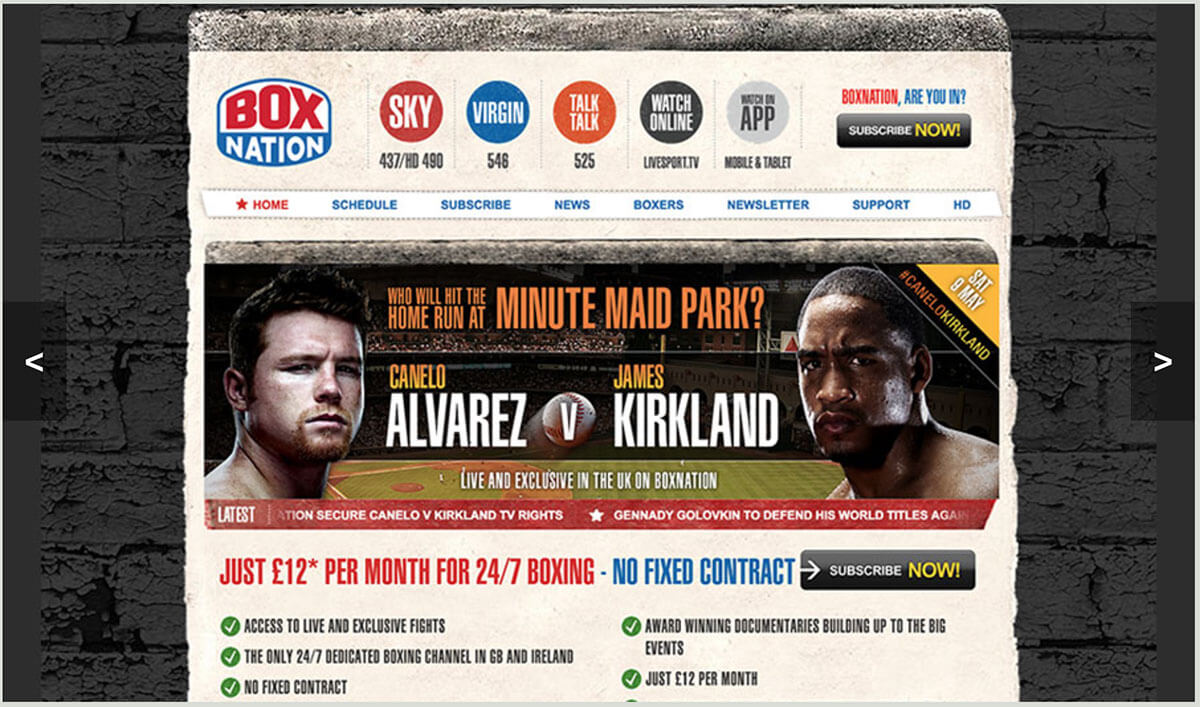 BOX
NATION
SKY
437/HD 490
VIRGIN
546
TALK
TALK
525
WATCH
ONLINE
LIVESPORT.TV
WATCH ON
APP
MOBILE & TABLET
BOXNATION, ARE YOU IN?
SUBSCRIBE NOW!
HOME SCHEDULE SUBSCRIBE NEWS BOXERS NEWSLETTER SUPPORT HD
WHO WILL HIT THE
HOME RUN AT MINUTE MAID PARK?
SAT
9 MAY
#CANELOKIRKLAND
CANELO
ALVAREZ
V
JAMES
KIRKLAND
LIVE AND EXCLUSIVE IN THE UK ON BOXNATION
LATEST ATION SECURE CANELO V KIRKLAND TV RIGHTS ★ GENNADY GOLOVKIN TO DEFEND HIS WORLD TITLES AGAIN
JUST £12* PER MONTH FOR 24/7 BOXING - NO FIXED CONTRACT
SUBSCRIBE NOW!
ACCESS TO LIVE AND EXCLUSIVE FIGHTS
THE ONLY 24/7 DEDICATED BOXING CHANNEL IN GB AND IRELAND
NO FIXED CONTRACT
AWARD WINNING DOCUMENTARIES BUILDING UP TO THE BIG
EVENTS
JUST £12 PER MONTH
<
>